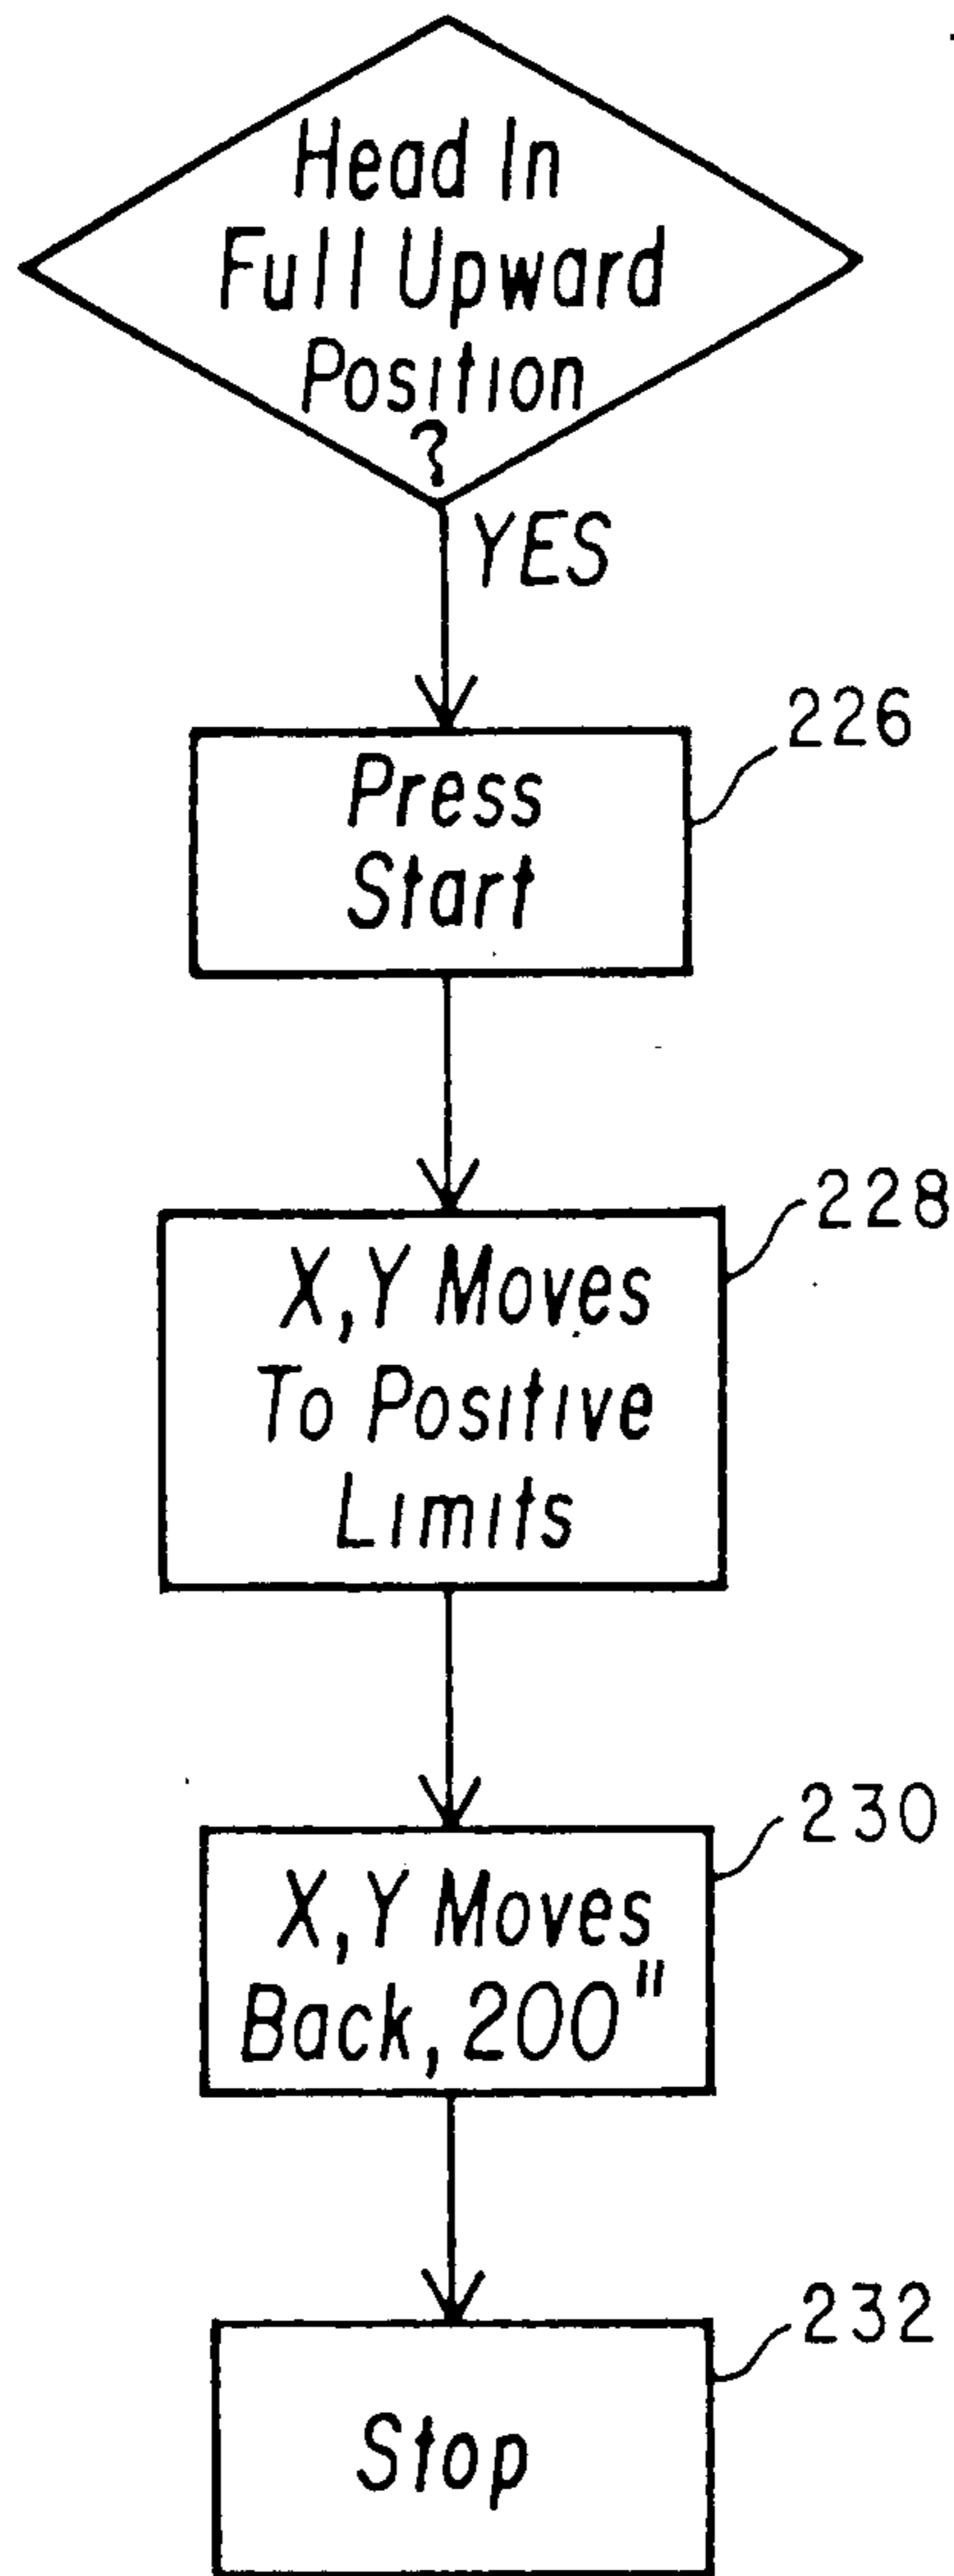 Head In
Full Upward
Position
?
YES
226
Press
Start
228
X,Y Moves
To Positive
Limits
230
X,Y Moves
Back, 200"
232
Stop